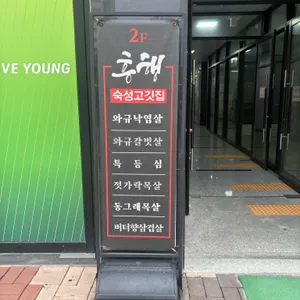 VE YOUNG
2F
흥행
숙성고깃집
와규낙엽살
와규갈빗살
특등심
젓가락목살
동그래목살
버터향삼겹살